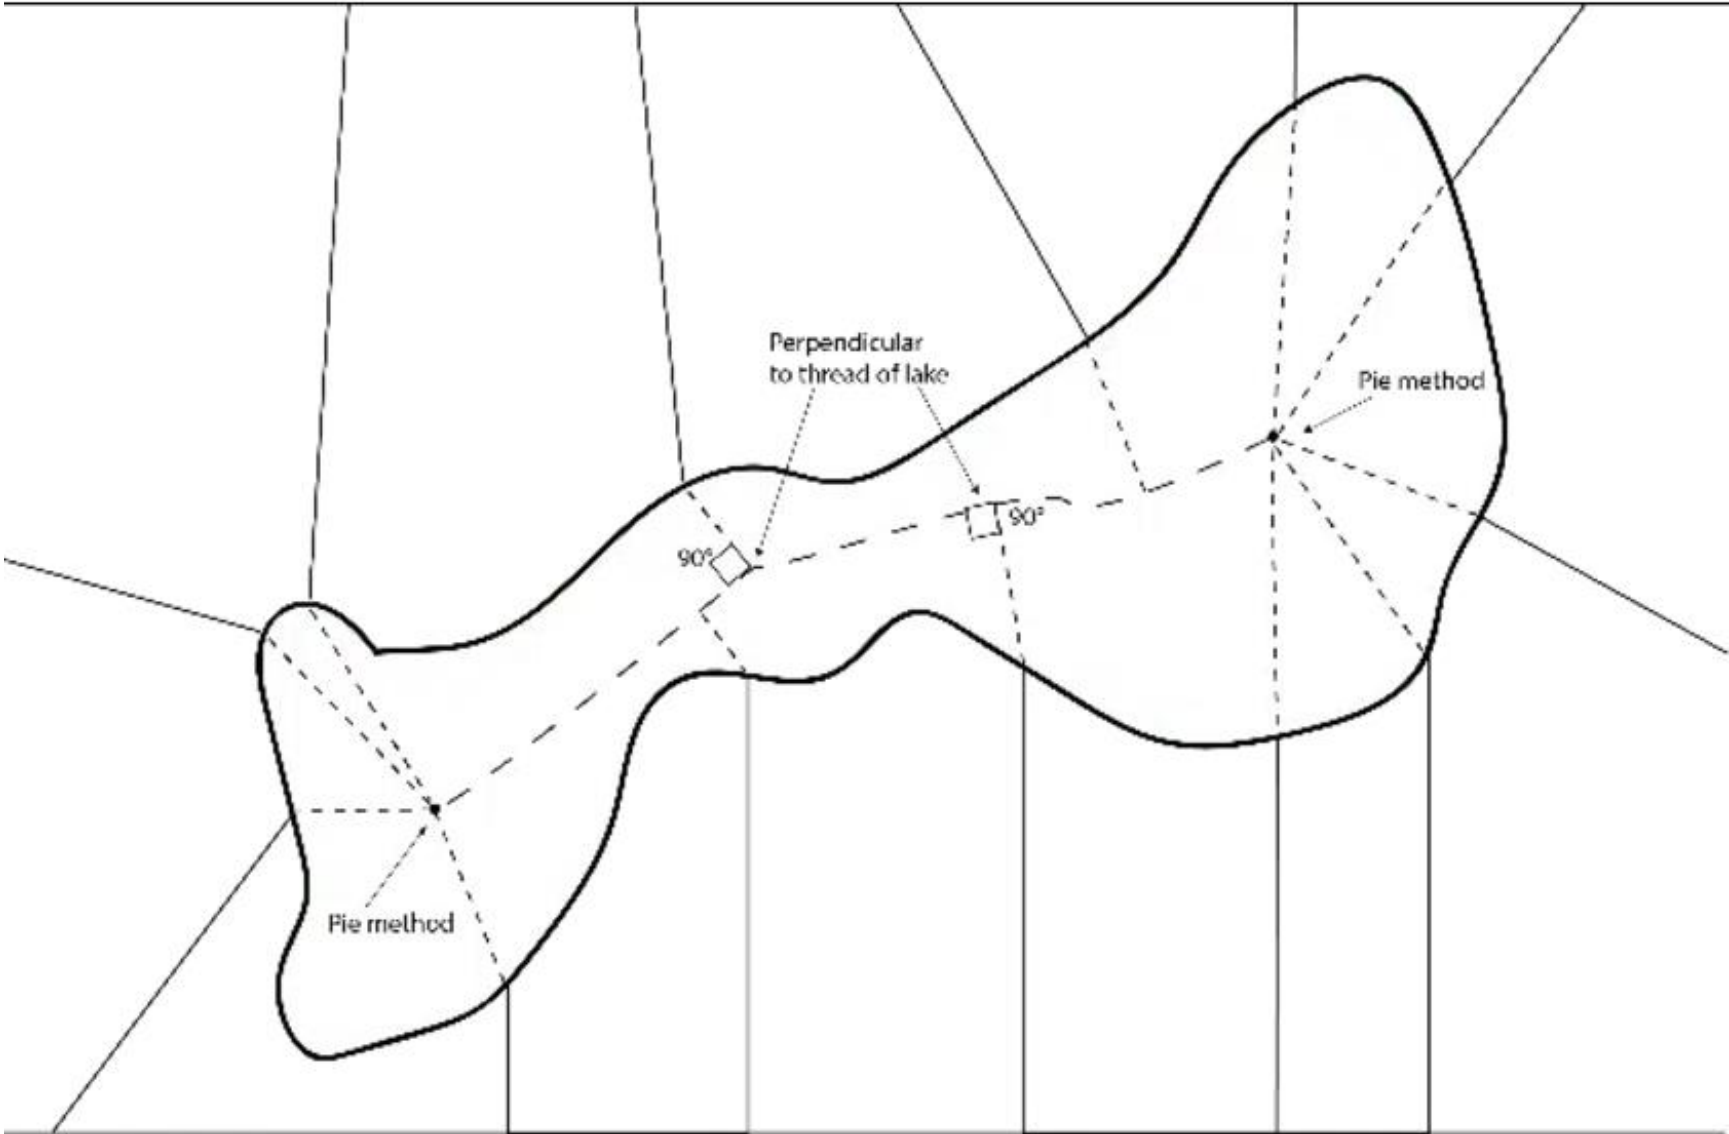 Perpendicular
to thread of lake
Pie method
90°
90°
Pie method